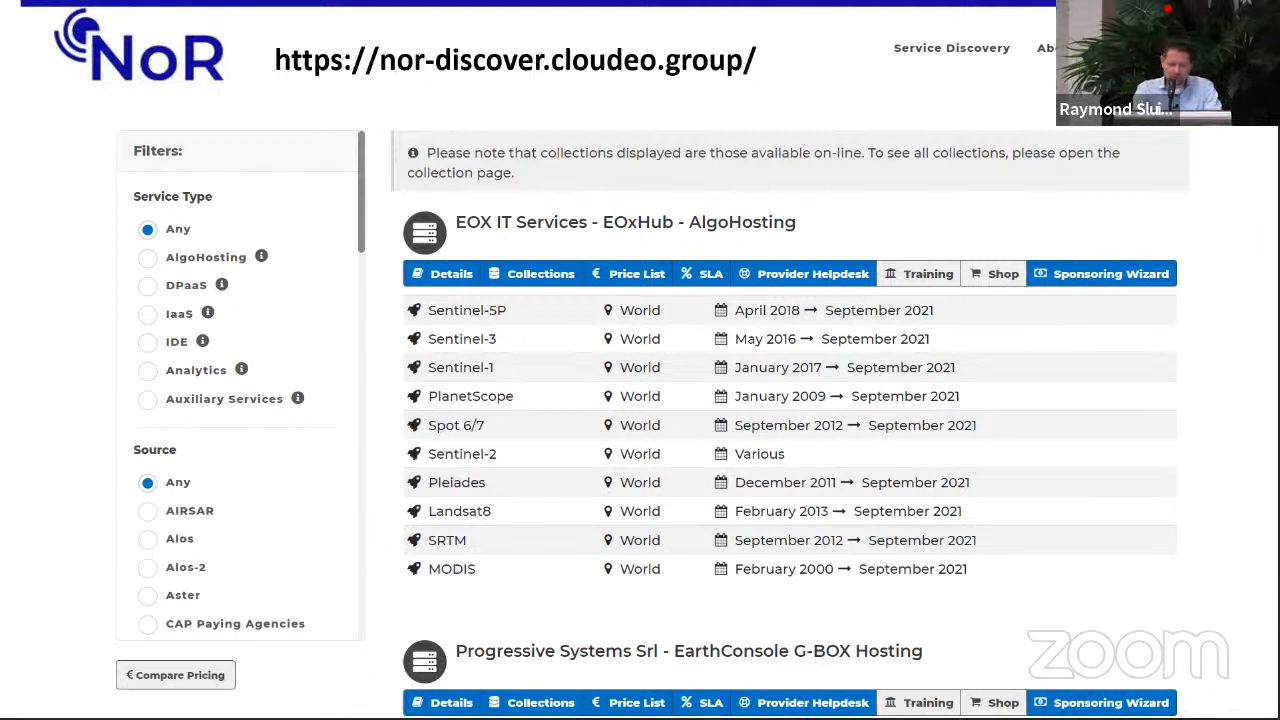 NoR
https://nor-discover.cloudeo.group/
Service Discovery
Raymond Slui...
Filters:
Service Type
Any
AlgoHosting
DPaaS
IaaS
IDE
Analytics
Auxiliary Services
Source
Any
AIRSAR
Alos
Alos-2
Aster
CAP Paying Agencies
€ Compare Pricing
Please note that collections displayed are those available on-line. To see all collections, please open the
collection page.
EOX IT Services - EOxHub - AlgoHosting
Details Collections € Price List % SLA Provider Helpdesk Training Shop Sponsoring Wizard
Sentinel-5P World April 2018 → September 2021
Sentinel-3 World May 2016 → September 2021
Sentinel-1 World January 2017 → September 2021
PlanetScope World January 2009 → September 2021
Spot 6/7 World September 2012 → September 2021
Sentinel-2 World Various
Pleiades World December 2011 → September 2021
Landsat8 World February 2013 → September 2021
SRTM World September 2012 → September 2021
MODIS World February 2000 → September 2021
Progressive Systems Srl - EarthConsole G-BOX Hosting
Details Collections € Price List % SLA Provider Helpdesk Training Shop Sponsoring Wizard
zoom